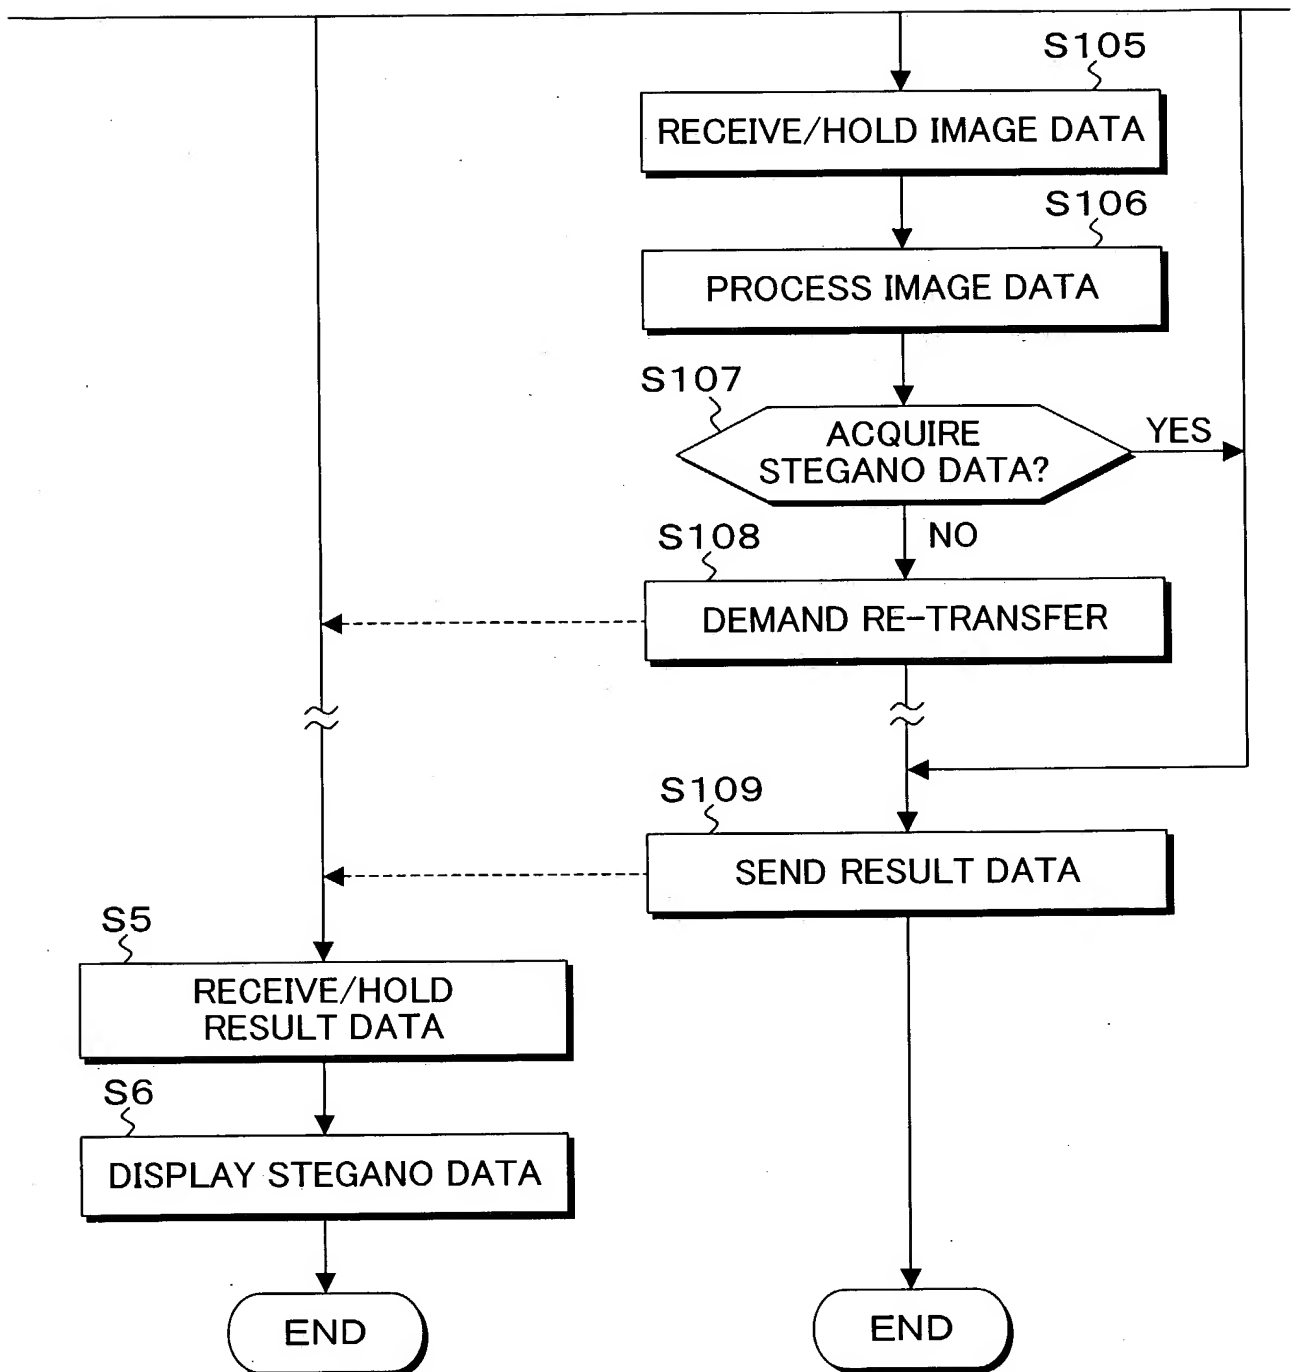 S105
RECEIVE/HOLD IMAGE DATA
S106
PROCESS IMAGE DATA
S107
ACQUIRE
STEGANO DATA?
YES
NO
S108
DEMAND RE-TRANSFER
S109
SEND RESULT DATA
S5
RECEIVE/HOLD
RESULT DATA
S6
DISPLAY STEGANO DATA
END
END